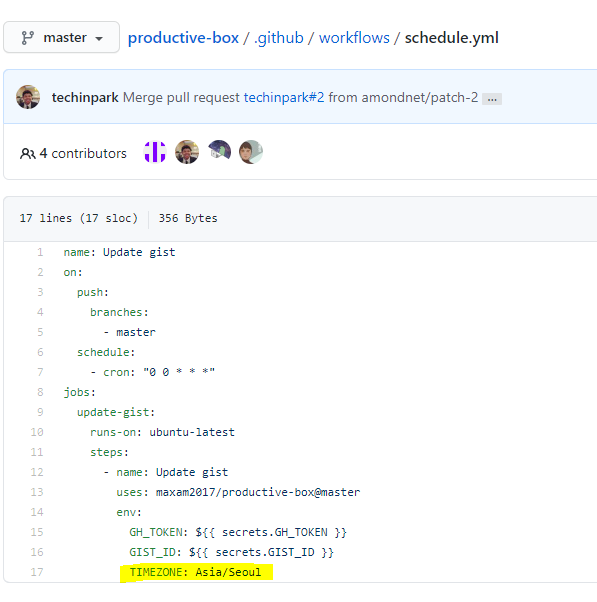 master productive-box / .github / workflows / schedule.yml
techinpark Merge pull request techinpark#2 from amondnet/patch-2 ...
4 contributors
17 lines (17 sloc) 356 Bytes
1 name: Update gist
2 on:
3 push:
4 branches:
5 - master
6 schedule:
7 - cron: "0 0 * * *"
8 jobs:
9 update-gist:
10 runs-on: ubuntu-latest
11 steps:
12 - name: Update gist
13 uses: maxam2017/productive-box@master
14 env:
15 GH_TOKEN: ${{ secrets.GH_TOKEN }}
16 GIST_ID: ${{ secrets.GIST_ID }}
17 TIMEZONE: Asia/Seoul